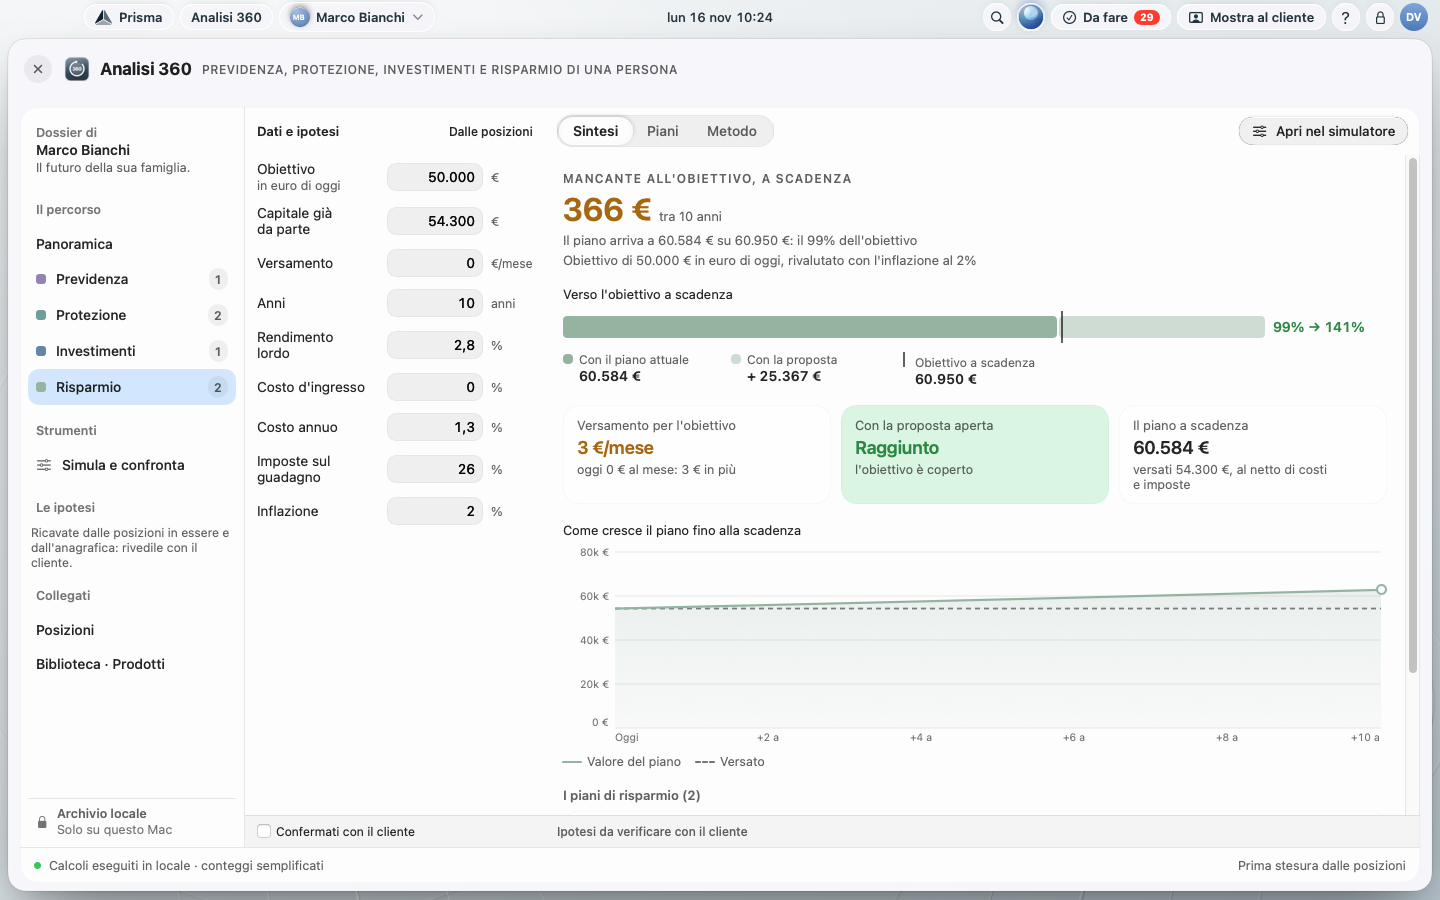 Prisma
Analisi 360
MB Marco Bianchi
lun 16 nov 10:24
Da fare 29
Mostra al cliente
?
DV
360 Analisi 360 PREVIDENZA, PROTEZIONE, INVESTIMENTI E RISPARMIO DI UNA PERSONA
Dossier di
Marco Bianchi
Il futuro della sua famiglia.
Il percorso
Panoramica
Previdenza 1
Protezione 2
Investimenti 1
Risparmio 2
Strumenti
Simula e confronta
Le ipotesi
Ricavate dalle posizioni in essere e
dall'anagrafica: rivedile con il
cliente.
Collegati
Posizioni
Biblioteca · Prodotti
Archivio locale
Solo su questo Mac
Dati e ipotesi Dalle posizioni
Obiettivo
in euro di oggi
50.000 €
Capitale già
da parte
54.300 €
Versamento 0 €/mese
Anni 10 anni
Rendimento
lordo
2,8 %
Costo d'ingresso 0 %
Costo annuo 1,3 %
Imposte sul
guadagno
26 %
Inflazione 2 %
Sintesi Piani Metodo
Apri nel simulatore
MANCANTE ALL'OBIETTIVO, A SCADENZA
366 € tra 10 anni
Il piano arriva a 60.584 € su 60.950 €: il 99% dell'obiettivo
Obiettivo di 50.000 € in euro di oggi, rivalutato con l'inflazione al 2%
Verso l'obiettivo a scadenza
99% → 141%
Con il piano attuale
60.584 €
Con la proposta
+ 25.367 €
Obiettivo a scadenza
60.950 €
Versamento per l'obiettivo
3 €/mese
oggi 0 € al mese: 3 € in più
Con la proposta aperta
Raggiunto
l'obiettivo è coperto
Il piano a scadenza
60.584 €
versati 54.300 €, al netto di costi
e imposte
Come cresce il piano fino alla scadenza
80k €
60k €
40k €
20k €
0 €
Oggi +2 a +4 a +6 a +8 a +10 a
Valore del piano Versato
I piani di risparmio (2)
Confermati con il cliente
Ipotesi da verificare con il cliente
Calcoli eseguiti in locale · conteggi semplificati
Prima stesura dalle posizioni